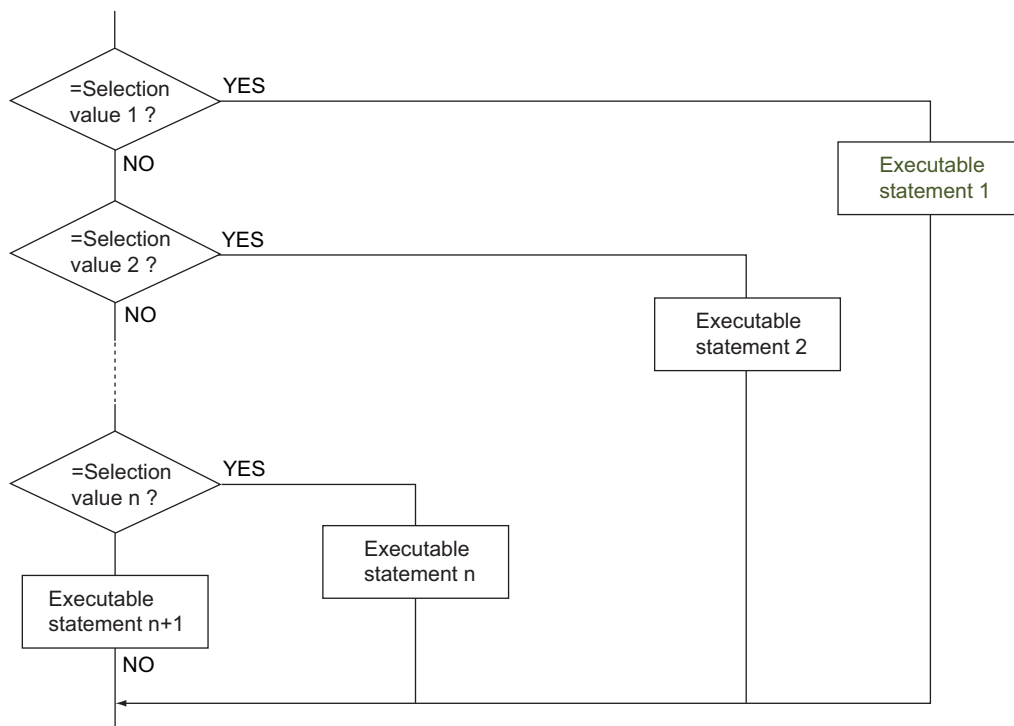 =Selection
value 1 ?
YES
NO
Executable
statement 1
=Selection
value 2 ?
YES
NO
Executable
statement 2
=Selection
value n ?
YES
Executable
statement n
Executable
statement n+1
NO